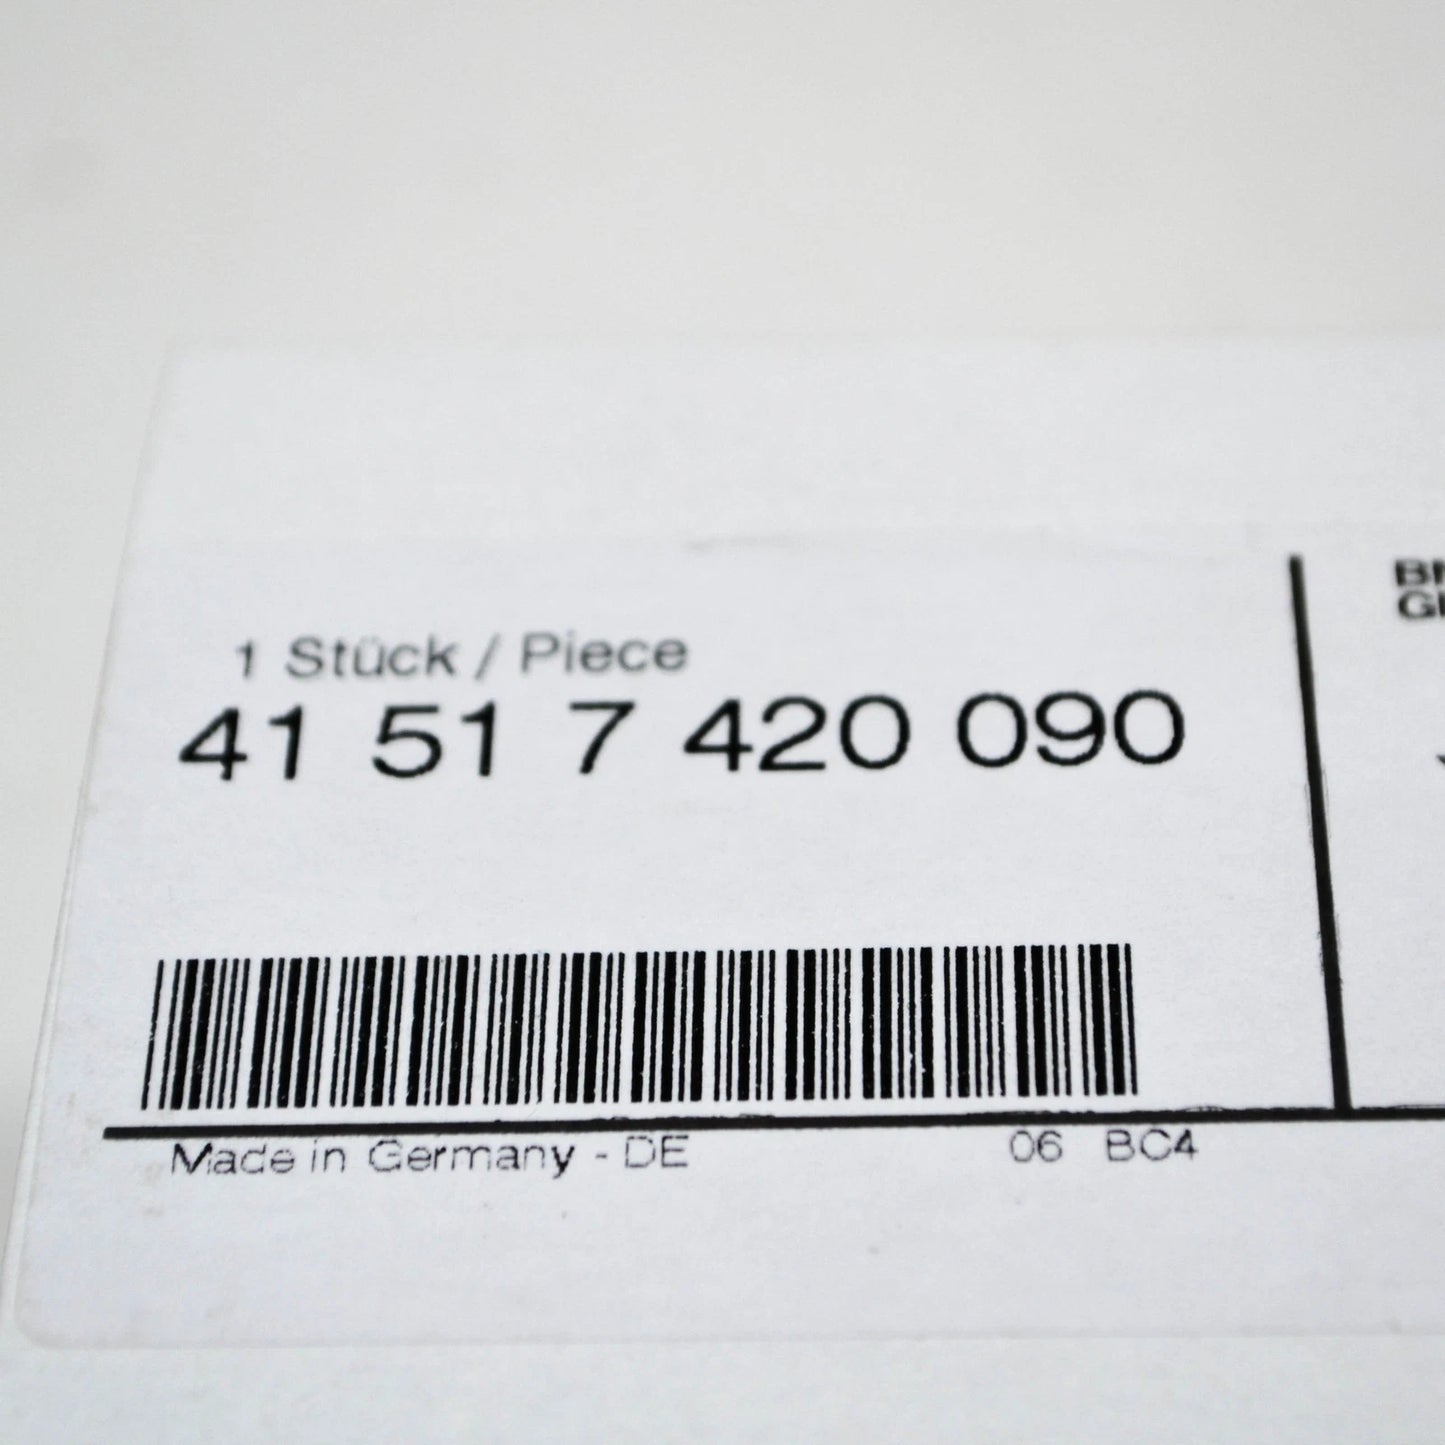 1 Stück / Piece
41 51 7 420 090
Made in Germany - DE
06 BC4